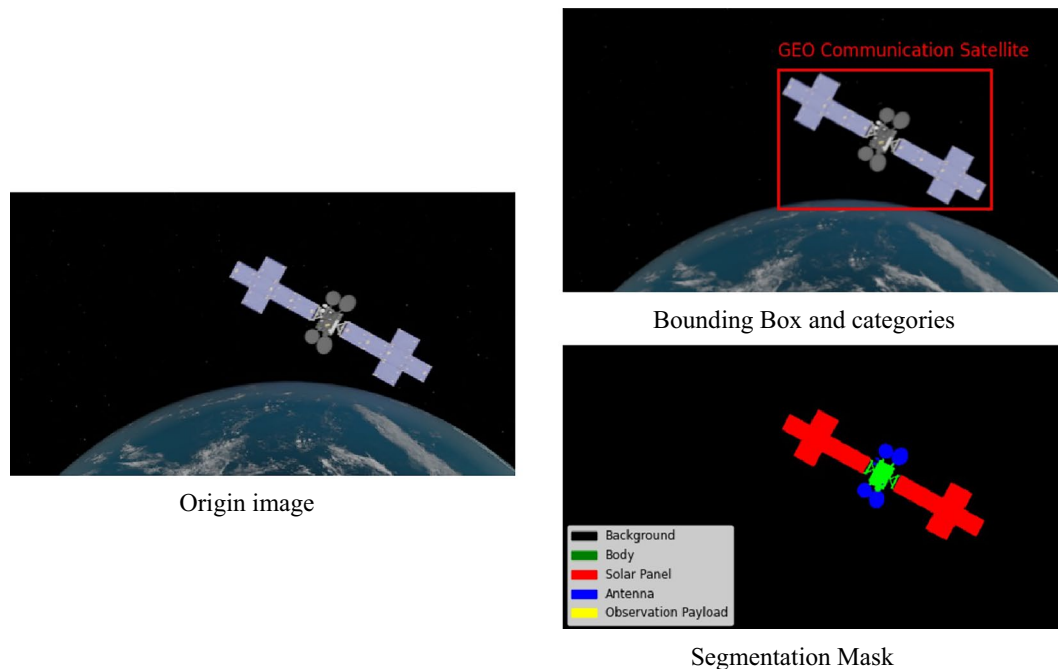 GEO Communication Satellite
Bounding Box and categories
Origin image
Background
Body
Solar Panel
Antenna
Observation Payload
Segmentation Mask